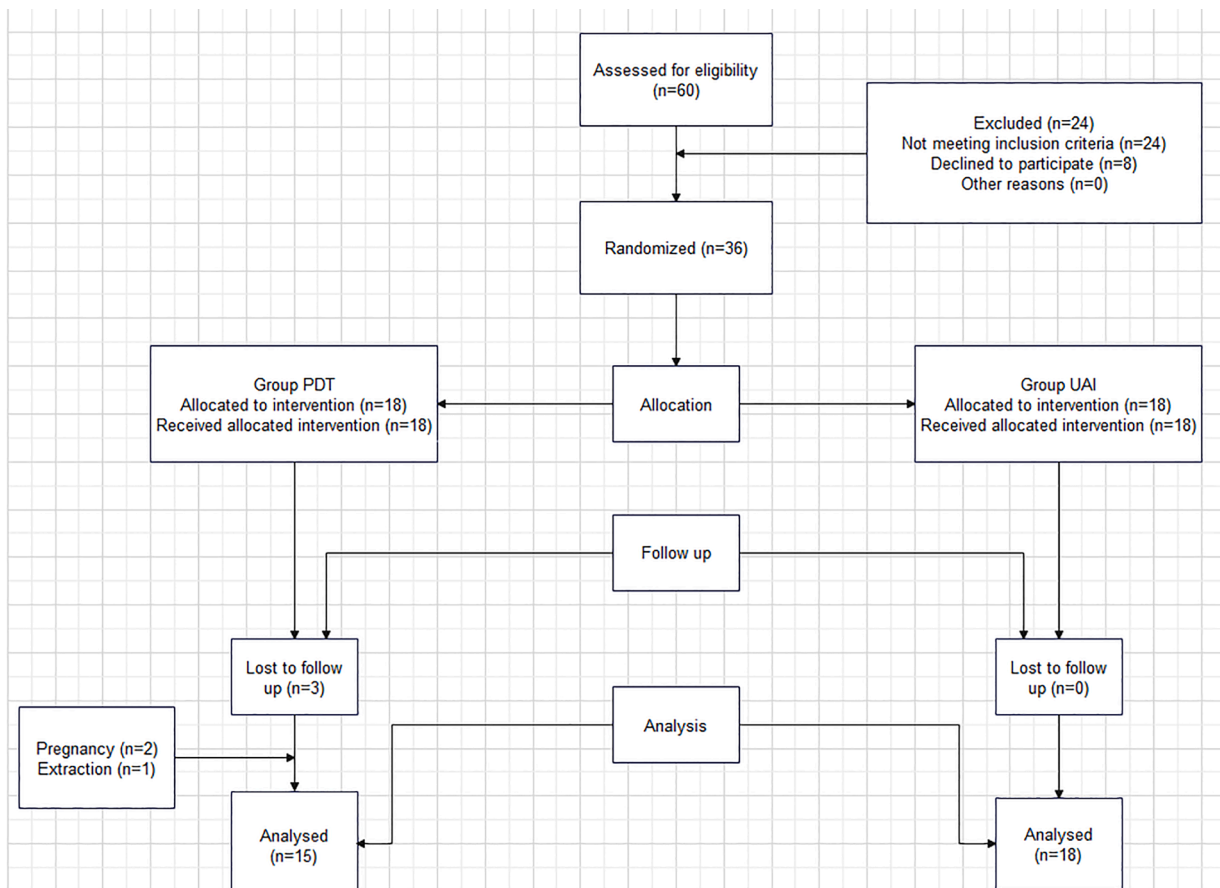 Assessed for eligibility
(n=60)
Excluded (n=24)
Not meeting inclusion criteria (n=24)
Declined to participate (n=8)
Other reasons (n=0)
Randomized (n=36)
Group PDT
Allocated to intervention (n=18)
Received allocated intervention (n=18)
Allocation
Group UAI
Allocated to intervention (n=18)
Received allocated intervention (n=18)
Follow up
Lost to follow
up (n=3)
Lost to follow
up (n=0)
Analysis
Pregnancy (n=2)
Extraction (n=1)
Analysed
(n=15)
Analysed
(n=18)